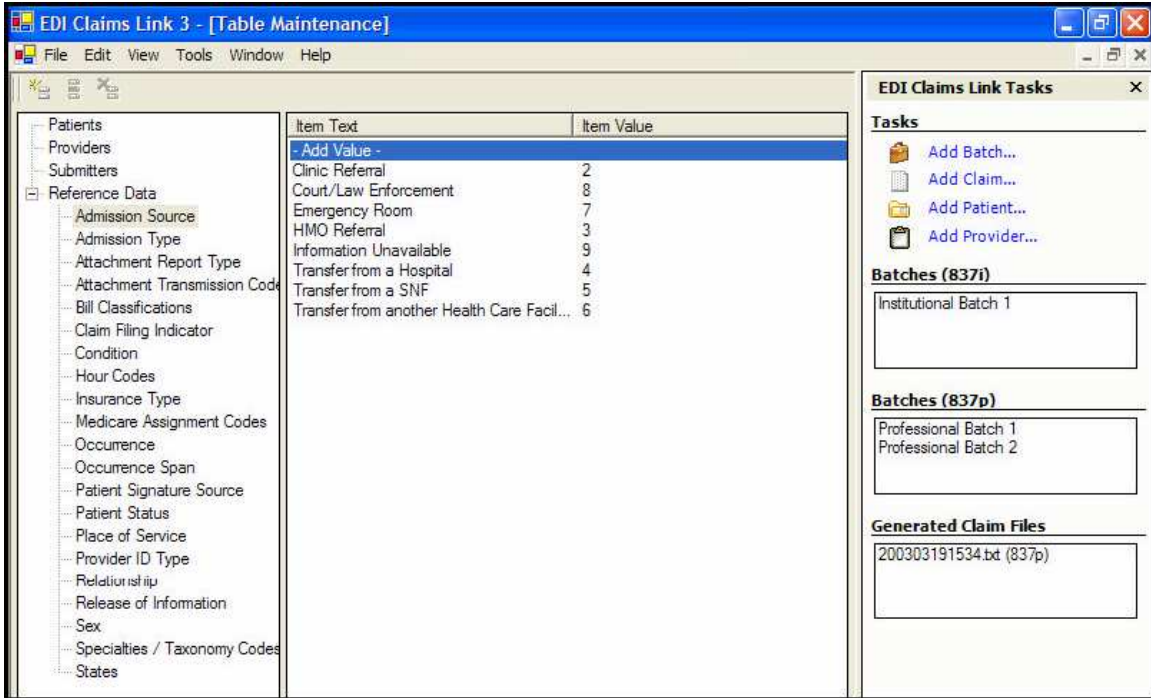 EDI Claims Link 3 - [Table Maintenance]
File Edit View Tools Window Help
Patients
Providers
Submitters
Reference Data
Admission Source
Admission Type
Attachment Report Type
Attachment Transmission Code
Bill Classifications
Claim Filing Indicator
Condition
Hour Codes
Insurance Type
Medicare Assignment Codes
Occurrence
Occurrence Span
Patient Signature Source
Patient Status
Place of Service
Provider ID Type
Relationship
Release of Information
Sex
Specialties / Taxonomy Codes
States
Item Text Item Value
- Add Value -
Clinic Referral 2
Court/Law Enforcement 8
Emergency Room 7
HMO Referral 3
Information Unavailable 9
Transfer from a Hospital 4
Transfer from a SNF 5
Transfer from another Health Care Facil... 6
EDI Claims Link Tasks
Tasks
Add Batch...
Add Claim...
Add Patient...
Add Provider...
Batches (837i)
Institutional Batch 1
Batches (837p)
Professional Batch 1
Professional Batch 2
Generated Claim Files
200303191534.txt (837p)